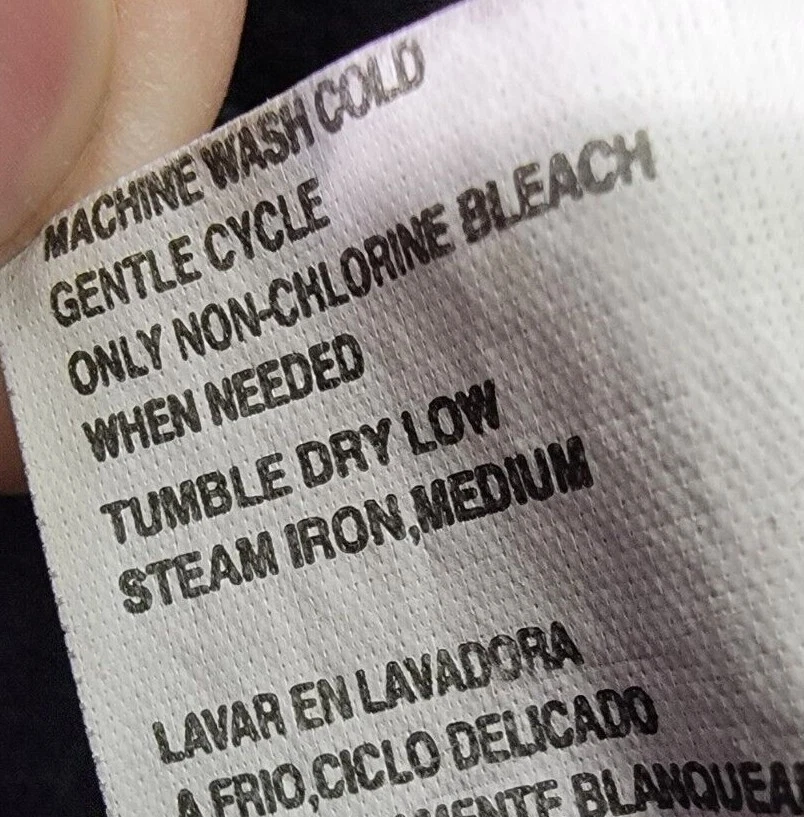 MACHINE WASH COLD
GENTLE CYCLE
ONLY NON-CHLORINE BLEACH
WHEN NEEDED
TUMBLE DRY LOW
STEAM IRON,MEDIUM
LAVAR EN LAVADORA
A FRIO,CICLO DELICADO